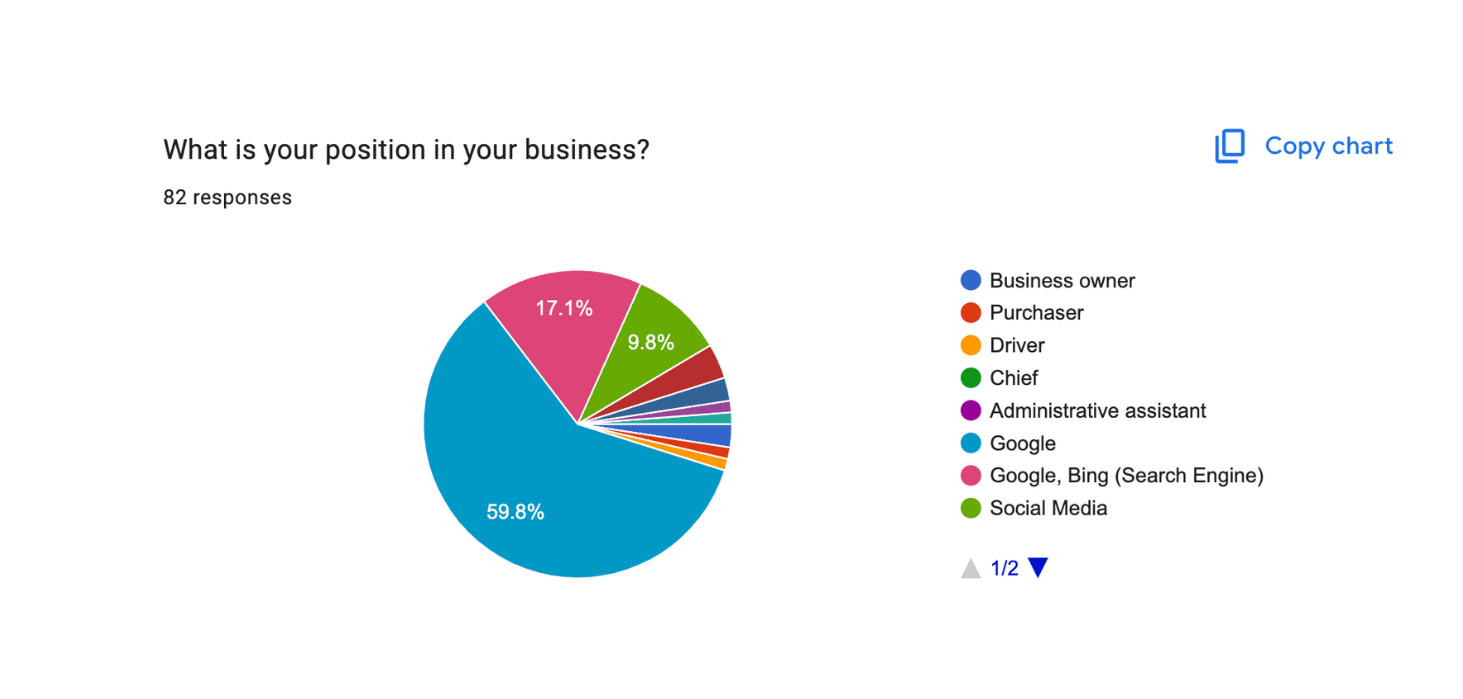 What is your position in your business?
Copy chart
82 responses
17.1%
9.8%
59.8%
Business owner
Purchaser
Driver
Chief
Administrative assistant
Google
Google, Bing (Search Engine)
Social Media
1/2